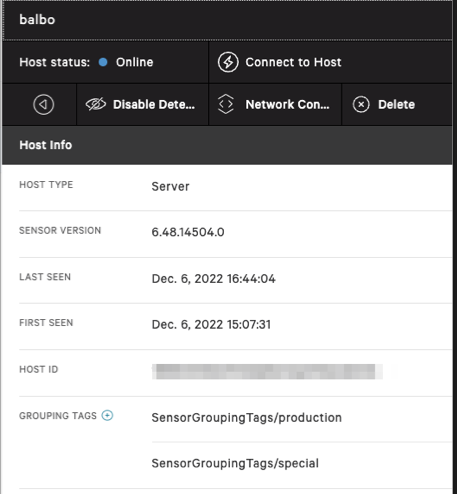 balbo
Host status: Online Connect to Host
Disable Dete... Network Con... Delete
Host Info
HOST TYPE Server
SENSOR VERSION 6.48.14504.0
LAST SEEN Dec. 6, 2022 16:44:04
FIRST SEEN Dec. 6, 2022 15:07:31
HOST ID
GROUPING TAGS SensorGroupingTags/production
SensorGroupingTags/special